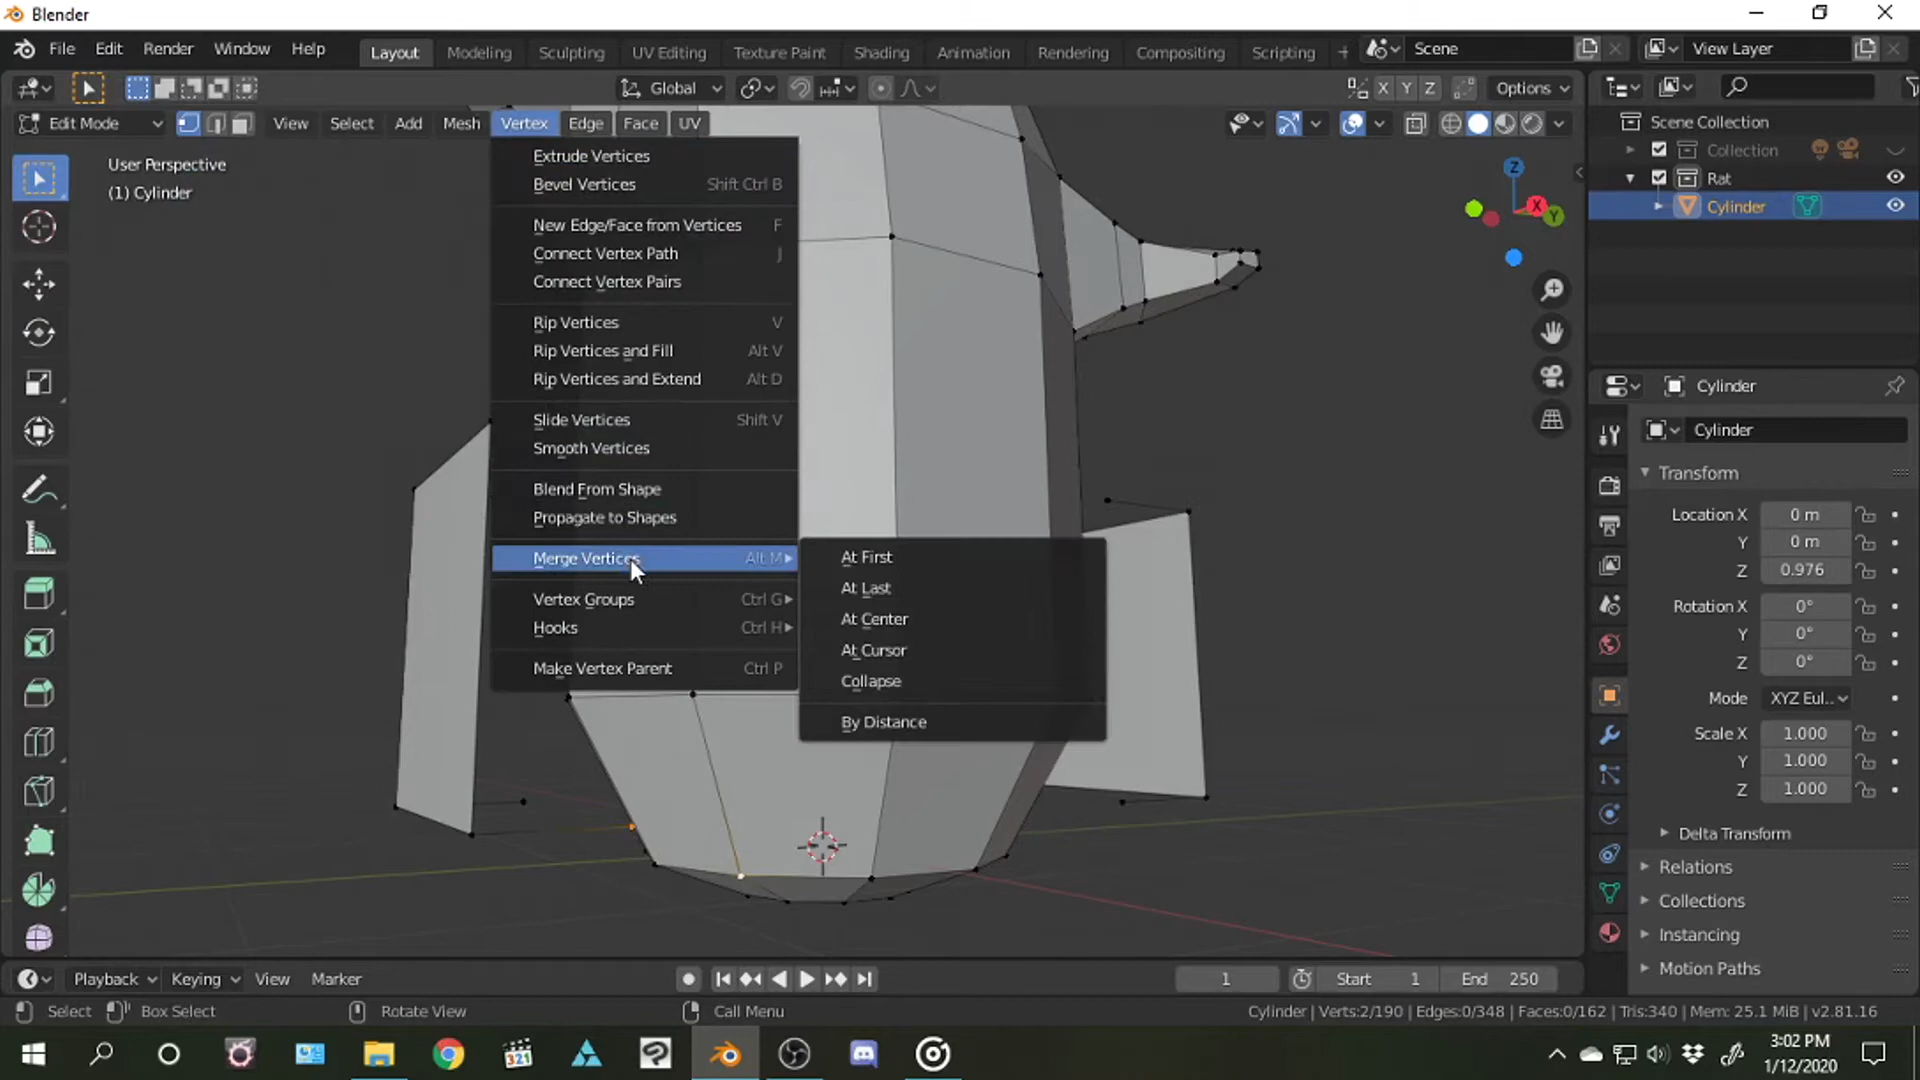 Blender
File Edit Render Window Help Layout Modeling Sculpting UV Editing Texture Paint Shading Animation Rendering Compositing Scripting + Scene View Layer
Global X Y Z Options
Edit Mode View Select Add Mesh Vertex Edge Face UV
User Perspective
(1) Cylinder
Extrude Vertices
Bevel Vertices Shift Ctrl B
New Edge/Face from Vertices F
Connect Vertex Path J
Connect Vertex Pairs
Rip Vertices V
Rip Vertices and Fill Alt V
Rip Vertices and Extend Alt D
Slide Vertices Shift V
Smooth Vertices
Blend From Shape
Propagate to Shapes
Merge Vertices Alt M
Vertex Groups Ctrl G
Hooks Ctrl H
Make Vertex Parent Ctrl P
At First
At Last
At Center
At Cursor
Collapse
By Distance
Z
X
Y
Scene Collection
Collection
Rat
Cylinder
Cylinder
Cylinder
Transform
Location X 0 m
Y 0 m
Z 0.976
Rotation X 0°
Y 0°
Z 0°
Mode XYZ Eul..
Scale X 1.000
Y 1.000
Z 1.000
Delta Transform
Relations
Collections
Instancing
Motion Paths
Playback Keying View Marker 1 Start 1 End 250
Select Box Select Rotate View Call Menu Cylinder | Verts:2/190 | Edges:0/348 | Faces:0/162 | Tris:340 | Mem: 25.1 MiB | v2.81.16
321
3:02 PM
1/12/2020